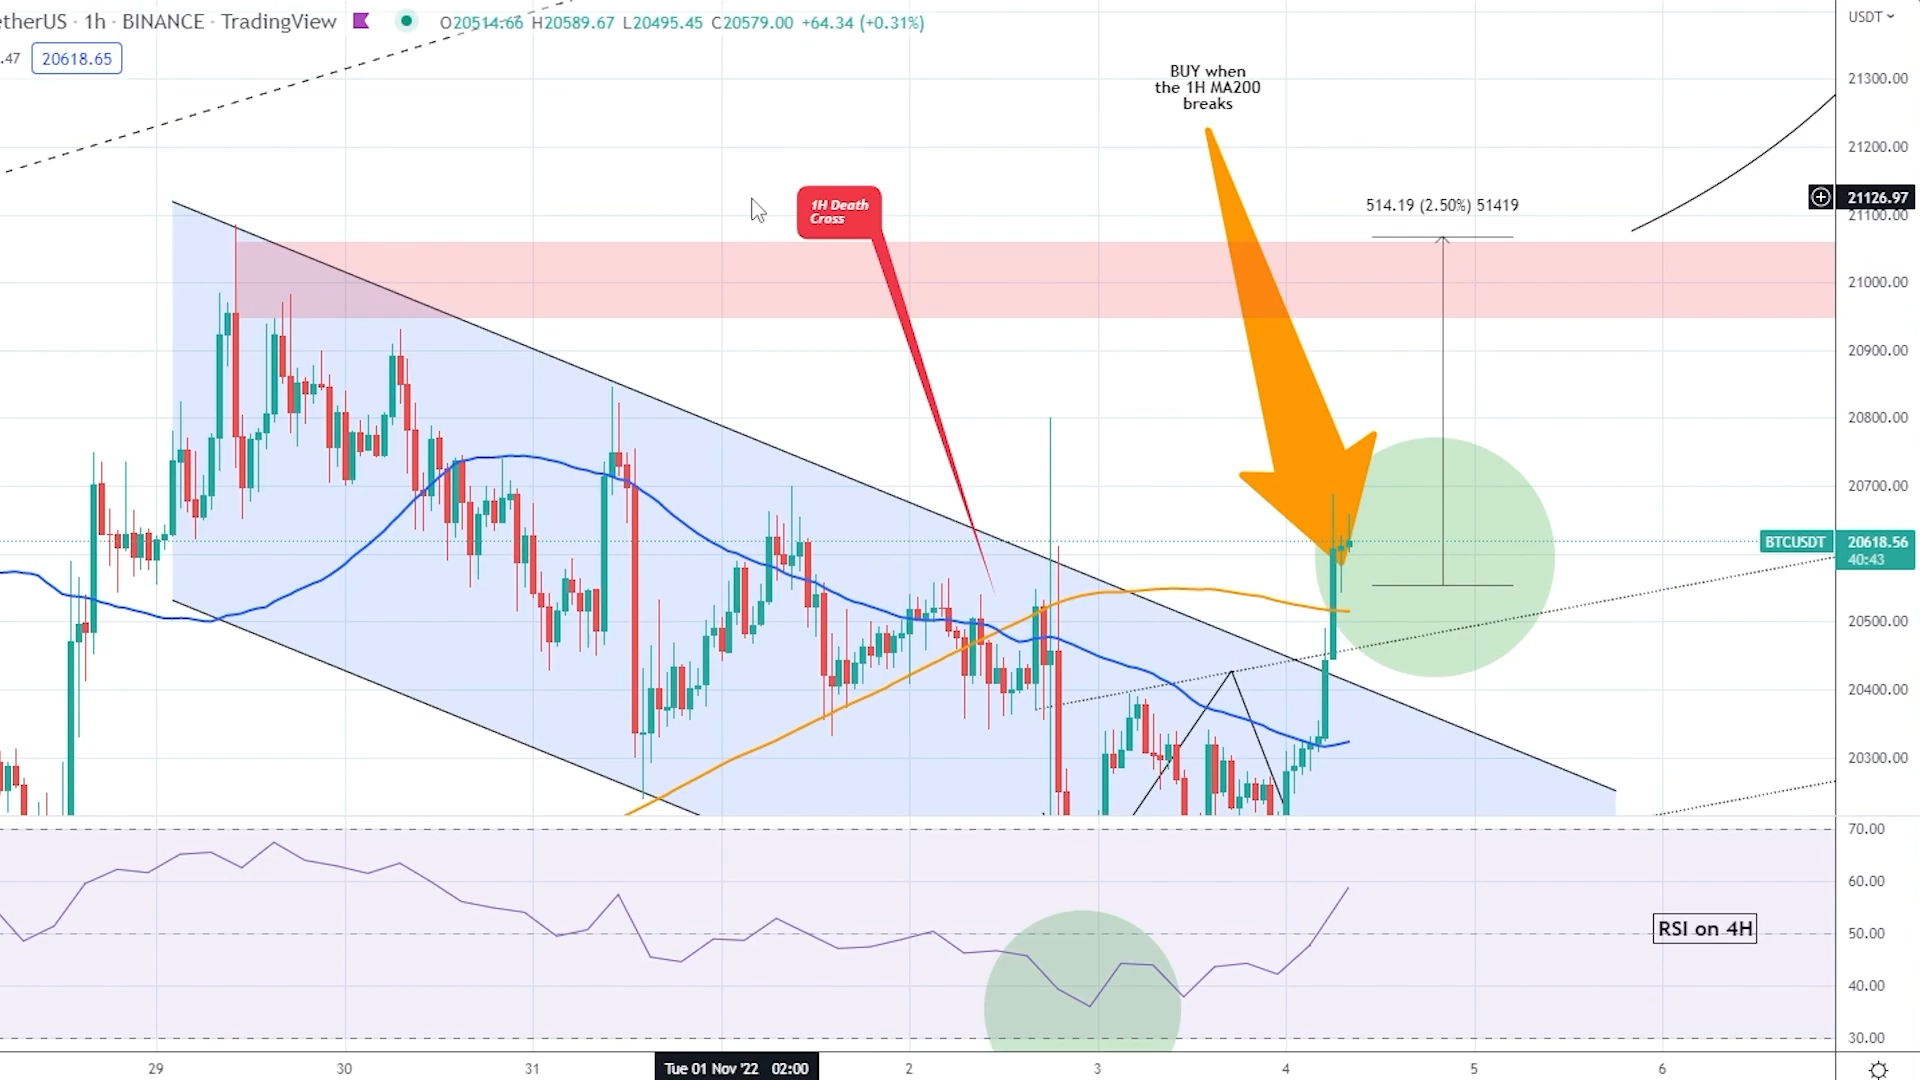 etherUS · 1h · BINANCE · TradingView O20514.66 H20589.67 L20495.45 C20579.00 +64.34 (+0.31%)
.47 20618.65
USDT
BUY when
the 1H MA200
breaks
1H Death
Cross
514.19 (2.50%) 51419
21300.00
21200.00
21126.97
21100.00
21000.00
20900.00
20800.00
20700.00
BTCUSDT 20618.56
40:43
20500.00
20400.00
20300.00
70.00
60.00
RSI on 4H
50.00
40.00
30.00
29 30 31 Tue 01 Nov '22 02:00 2 3 4 5 6